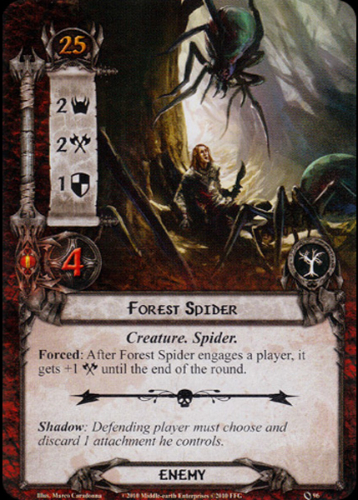 25
2
2
1
4
FOREST SPIDER
Creature. Spider.
Forced: After Forest Spider engages a player, it
gets +1 until the end of the round.
Shadow: Defending player must choose and
discard 1 attachment he controls.
ENEMY
Illus. Marco Caradonna ©2010 Middle-earth Enterprises ©2010 FFG 96